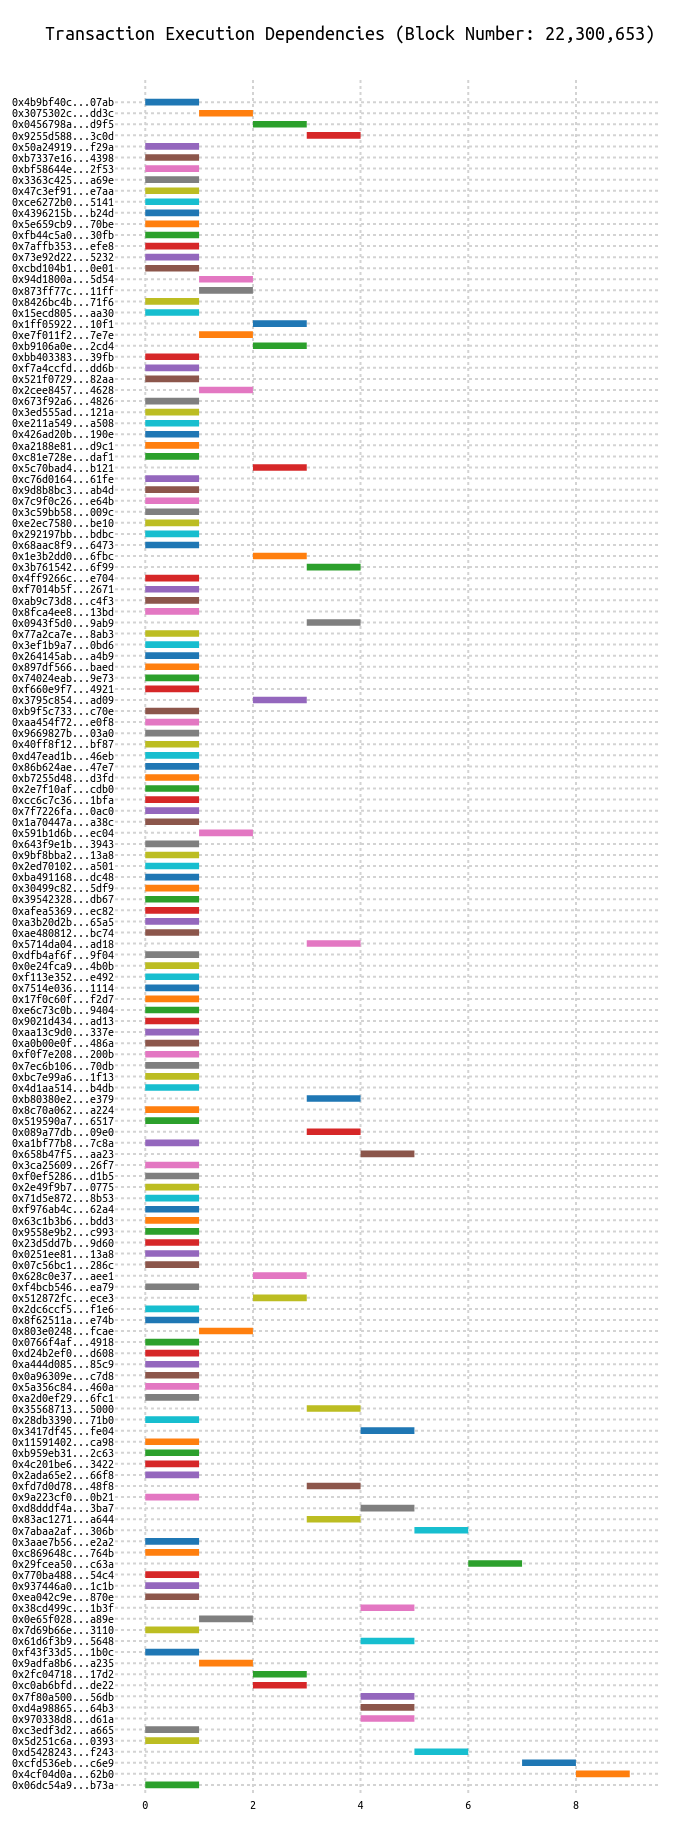 Transaction Execution Dependencies (Block Number: 22,300,653)
0x4b9bf40c...07ab
0x3075302c...dd3c
0x0456798a...d9f5
0x9255d588...3c0d
0x50a24919...f29a
0xb7337e16...4398
0xbf58644e...2f53
0x3363c425...a69e
0x47c3ef91...e7aa
0xce6272b0...5141
0x4396215b...b24d
0x5e659cb9...70be
0xfb44c5a0...30fb
0x7affb353...efe8
0x73e92d22...5232
0xcbd104b1...0e01
0x94d1800a...5d54
0x873ff77c...11ff
0x8426bc4b...71f6
0x15ecd805...aa30
0x1ff05922...10f1
0xe7f011f2...7e7e
0xb9106a0e...2cd4
0xbb403383...39fb
0xf7a4ccfd...dd6b
0x521f0729...82aa
0x2cee8457...4628
0x673f92a6...4826
0x3ed555ad...121a
0xe211a549...a508
0x426ad20b...190e
0xa2188e81...d9c1
0xc81e728e...daf1
0x5c70bad4...b121
0xc76d0164...61fe
0x9d8b8bc3...ab4d
0x7c9f0c26...e64b
0x3c59bb58...009c
0xe2ec7580...be10
0x292197bb...bdbc
0x68aac8f9...6473
0x1e3b2dd0...6fbc
0x3b761542...6f99
0x4ff9266c...e704
0xf7014b5f...2671
0xab9c73d8...c4f3
0x8fca4ee8...13bd
0x0943f5d0...9ab9
0x77a2ca7e...8ab3
0x3ef1b9a7...0bd6
0x264145ab...a4b9
0x897df566...baed
0x74024eab...9e73
0xf660e9f7...4921
0x3795c854...ad09
0xb9f5c733...c70e
0xaa454f72...e0f8
0x9669827b...03a0
0x40ff8f12...bf87
0xd47ead1b...46eb
0x86b624ae...47e7
0xb7255d48...d3fd
0x2e7f10af...cdb0
0xcc6c7c36...1bfa
0x7f7226fa...0ac0
0x1a70447a...a38c
0x591b1d6b...ec04
0x643f9e1b...3943
0x9bf8bba2...13a8
0x2ed70102...a501
0xba491168...dc48
0x30499c82...5df9
0x39542328...db67
0xafea5369...ec82
0xa3b20d2b...65a5
0xae480812...bc74
0x5714da04...ad18
0xdfb4af6f...9f04
0x0e24fca9...4b0b
0xf113e352...e492
0x7514e036...1114
0x17f0c60f...f2d7
0xe6c73c0b...9404
0x9021d434...ad13
0xaa13c9d0...337e
0xa0b00e0f...486a
0xf0f7e208...200b
0x7ec6b106...70db
0xbc7e99a6...1f13
0x4d1aa514...b4db
0xb80380e2...e379
0x8c70a062...a224
0x519590a7...6517
0x089a77db...09e0
0xa1bf77b8...7c8a
0x658b47f5...aa23
0x3ca25609...26f7
0xf0ef5286...d1b5
0x2e49f9b7...0775
0x71d5e872...8b53
0xf976ab4c...62a4
0x63c1b3b6...bdd3
0x9558e9b2...c993
0x23d5dd7b...9d60
0x0251ee81...13a8
0x07c56bc1...286c
0x628c0e37...aee1
0xf4bcb546...ea79
0x512872fc...ece3
0x2dc6ccf5...f1e6
0x8f62511a...e74b
0x803e0248...fcae
0x0766f4af...4918
0xd24b2ef0...d608
0xa444d085...85c9
0x0a96309e...c7d8
0x5a356c84...460a
0xa2d0ef29...6fc1
0x35568713...5000
0x28db3390...71b0
0x3417df45...fe04
0x11591402...ca98
0xb959eb31...2c63
0x4c201be6...3422
0x2ada65e2...66f8
0xfd7d0d78...48f8
0x9a223cf0...0b21
0xd8dddf4a...3ba7
0x83ac1271...a644
0x7abaa2af...306b
0x3aae7b56...e2a2
0xc869648c...764b
0x29fcea50...c63a
0x770ba488...54c4
0x937446a0...1c1b
0xea042c9e...870e
0x38cd499c...1b3f
0x0e65f028...a89e
0x7d69b66e...3110
0x61d6f3b9...5648
0xf43f33d5...1b0c
0x9adfa8b6...a235
0x2fc04718...17d2
0xc0ab6bfd...de22
0x7f80a500...56db
0xd4a98865...64b3
0x970338d8...d61a
0xc3edf3d2...a665
0x5d251c6a...0393
0xd5428243...f243
0xcfd536eb...c6e9
0x4cf04d0a...62b0
0x06dc54a9...b73a
0 2 4 6 8